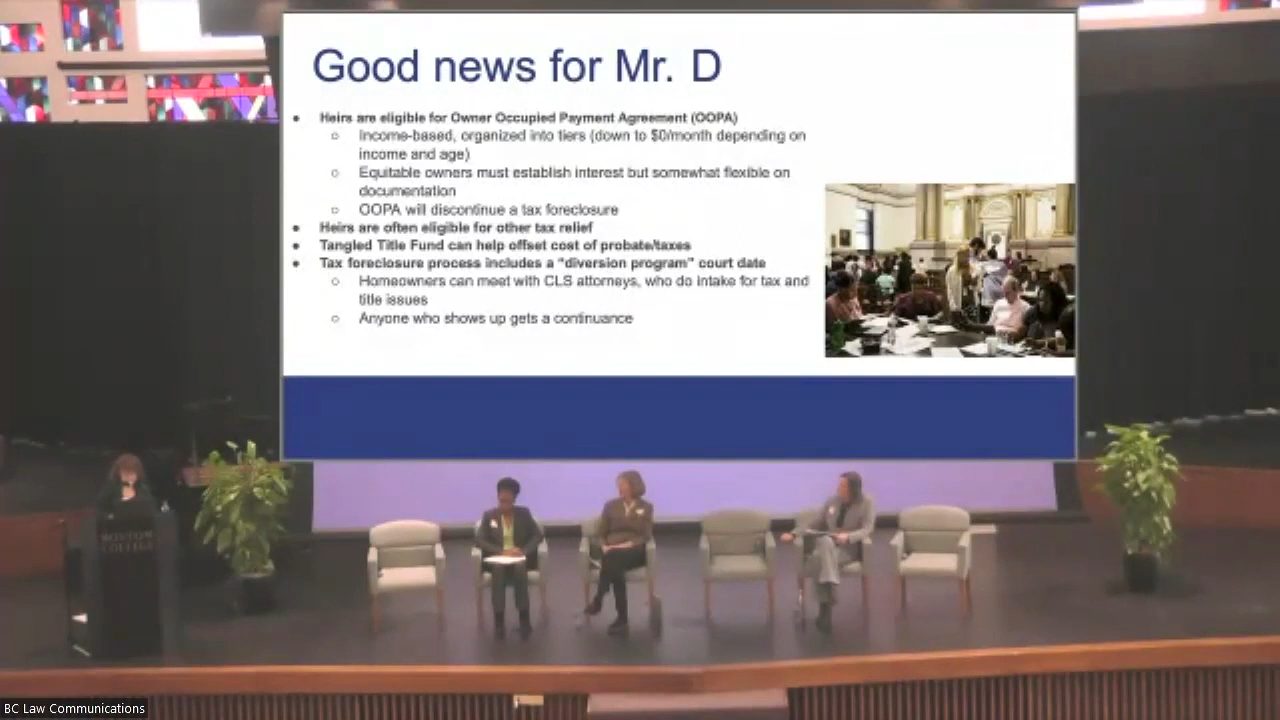 Good news for Mr. D
● Heirs are eligible for Owner Occupied Payment Agreement (OOPA)
○ Income-based, organized into tiers (down to $0/month depending on
income and age)
○ Equitable owners must establish interest but somewhat flexible on
documentation
○ OOPA will discontinue a tax foreclosure
● Heirs are often eligible for other tax relief
● Tangled Title Fund can help offset cost of probate/taxes
● Tax foreclosure process includes a "diversion program" court date
○ Homeowners can meet with CLS attorneys, who do intake for tax and
title issues
○ Anyone who shows up gets a continuance
BOSTON
COLLEGE
BC Law Communications